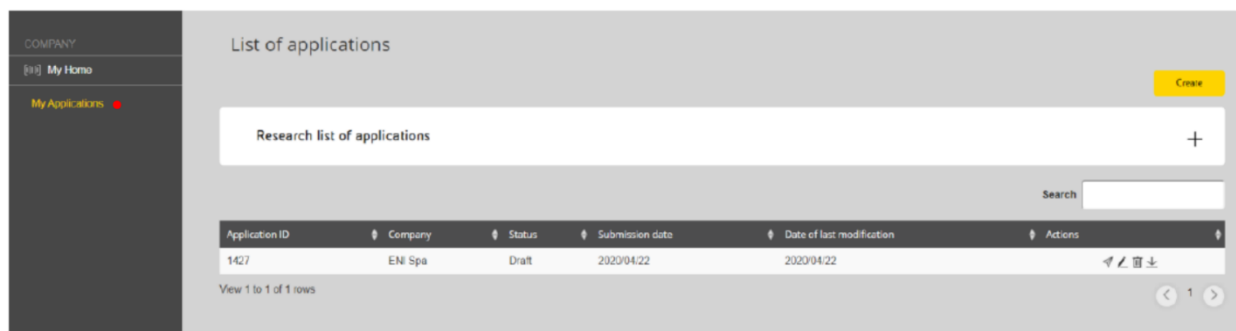 COMPANY
My Home
My Applications
List of applications
Create
Research list of applications
Search
Application ID Company Status Submission date Date of last modification Actions
1427 ENI Spa Draft 2020/04/22 2020/04/22
View 1 to 1 of 1 rows
1